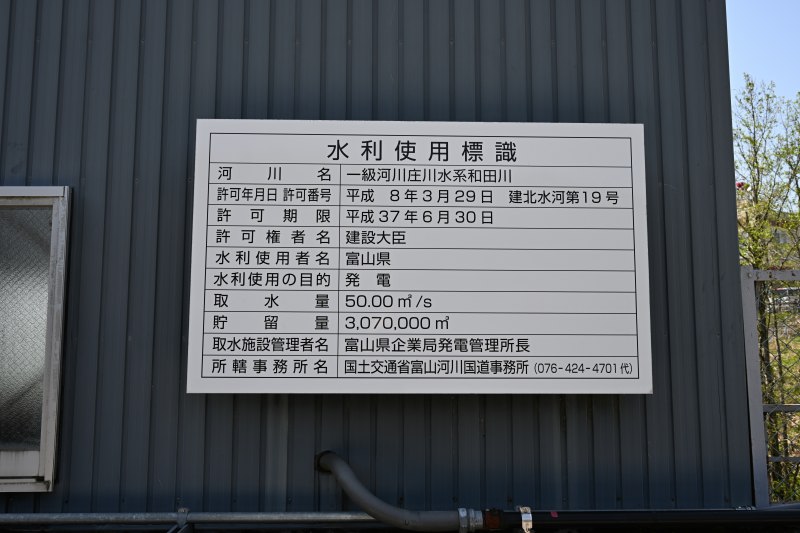 水利使用標識
河川名 一級河川庄川水系和田川
許可年月日 許可番号 平成 8年3月29日 建北水河第19号
許可期限 平成37年6月30日
許可権者名 建設大臣
水利使用者名 富山県
水利使用の目的 発電
取水量 50.00㎥/s
貯留量 3,070,000㎥
取水施設管理者名 富山県企業局発電管理所長
所轄事務所名 国土交通省富山河川国道事務所 (076-424-4701代)